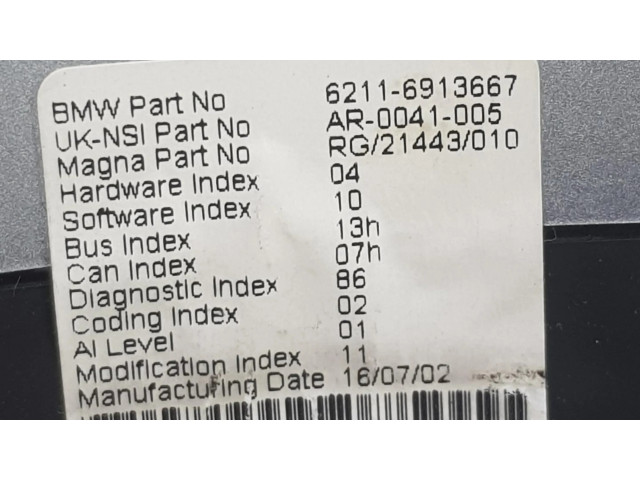 BMW Part No 6211-6913667
UK-NSI Part No AR-0041-005
Magna Part No RG/21443/010
Hardware Index 04
Software Index 10
Bus Index 13h
Can Index 07h
Diagnostic Index 86
Coding Index 02
AI Level 01
Modification Index 11
Manufacturing Date 16/07/02